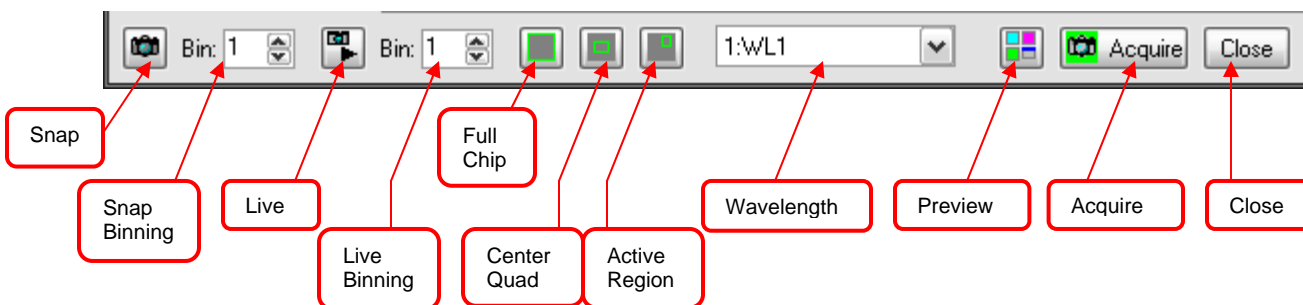 Bin: 1 Bin: 1 1:WL1 Acquire Close
Snap
Full
Chip
Snap
Binning
Live
Live
Binning
Center
Quad
Active
Region
Wavelength
Preview
Acquire
Close